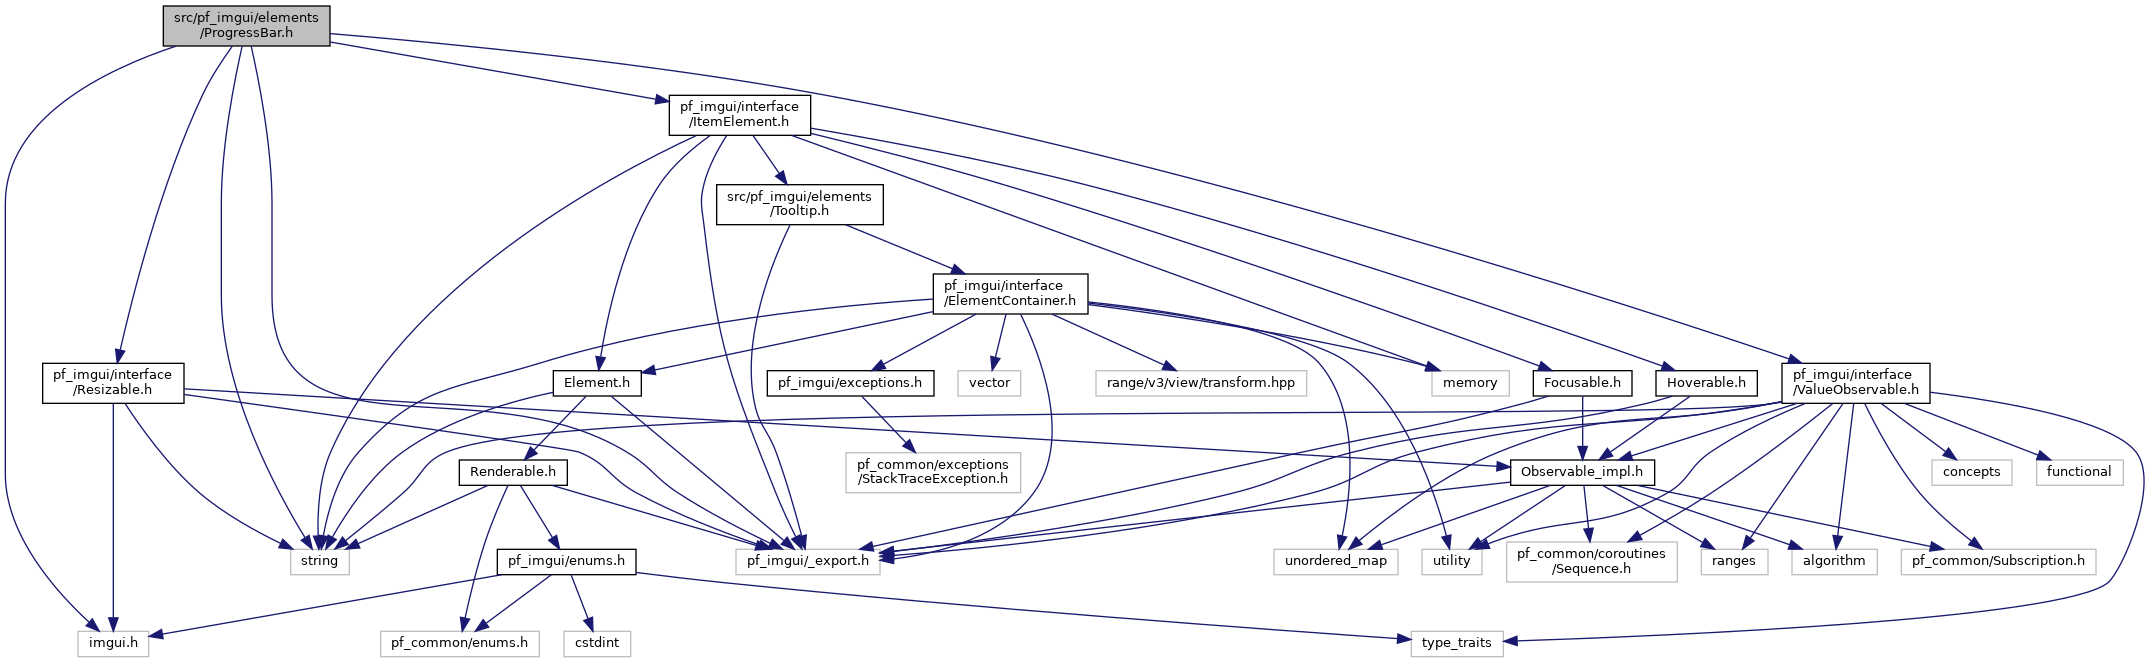 src/pf_imgui/elements
/ProgressBar.h
pf_imgui/interface
/ItemElement.h
src/pf_imgui/elements
/Tooltip.h
pf_imgui/interface
/ElementContainer.h
pf_imgui/interface
/Resizable.h
Element.h
pf_imgui/exceptions.h
vector
range/v3/view/transform.hpp
memory
Focusable.h
Hoverable.h
pf_imgui/interface
/ValueObservable.h
Renderable.h
pf_common/exceptions
/StackTraceException.h
Observable_impl.h
concepts
functional
string
pf_imgui/enums.h
pf_imgui/_export.h
unordered_map
utility
pf_common/coroutines
/Sequence.h
ranges
algorithm
pf_common/Subscription.h
imgui.h
pf_common/enums.h
cstdint
type_traits